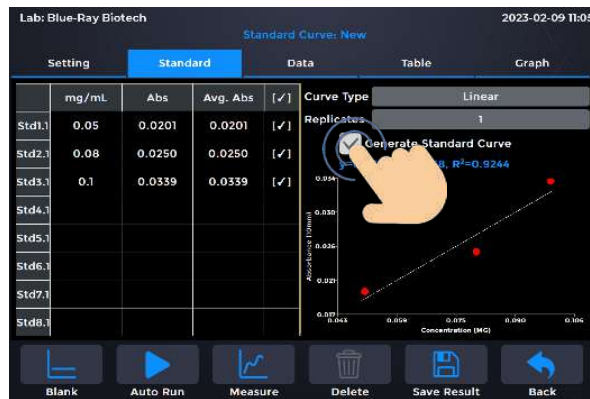 Lab: Blue-Ray Biotech 2023-02-09 11:05
Standard Curve: New
Setting Standard Data Table Graph
mg/mL Abs Avg. Abs [✓] Curve Type Linear
Std1.1 0.05 0.0201 0.0201 [✓] Replicates 1
Std2.1 0.08 0.0250 0.0250 [✓] Generate Standard Curve
y= 8, R²=0.9244
Std3.1 0.1 0.0339 0.0339 [✓]
0.034
Std4.1
0.030
Std5.1
0.026
Std6.1
Absorbance (10mm)
Std7.1
0.021
Std8.1
0.017
0.043 0.059 0.075 0.090 0.106
Concentration (MG)
Blank Auto Run Measure Delete Save Result Back